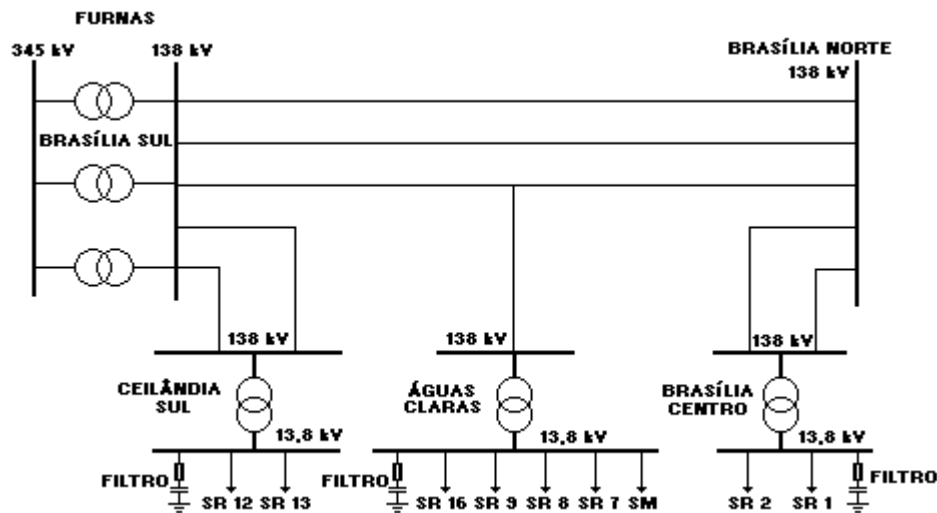 FURNAS
345 kV 138 kV
BRASÍLIA NORTE
138 kV
BRASÍLIA SUL
138 kV 138 kV 138 kV
CEILÂNDIA
SUL
ÁGUAS
CLARAS
BRASÍLIA
CENTRO
13,8 kV 13,8 kV 13,8 kV
FILTRO SR 12 SR 13
FILTRO SR 16 SR 9 SR 8 SR 7 SM
SR 2 SR 1 FILTRO